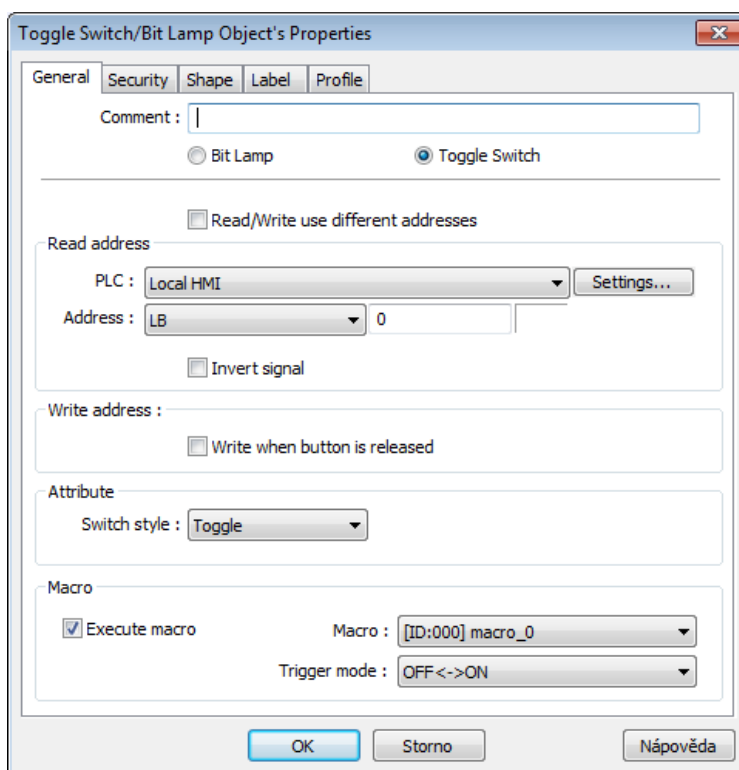 Toggle Switch/Bit Lamp Object's Properties
General Security Shape Label Profile
Comment :
Bit Lamp Toggle Switch
Read/Write use different addresses
Read address
PLC : Local HMI Settings...
Address : LB 0
Invert signal
Write address :
Write when button is released
Attribute
Switch style : Toggle
Macro
Execute macro Macro : [ID:000] macro_0
Trigger mode : OFF<->ON
OK Storno Nápověda